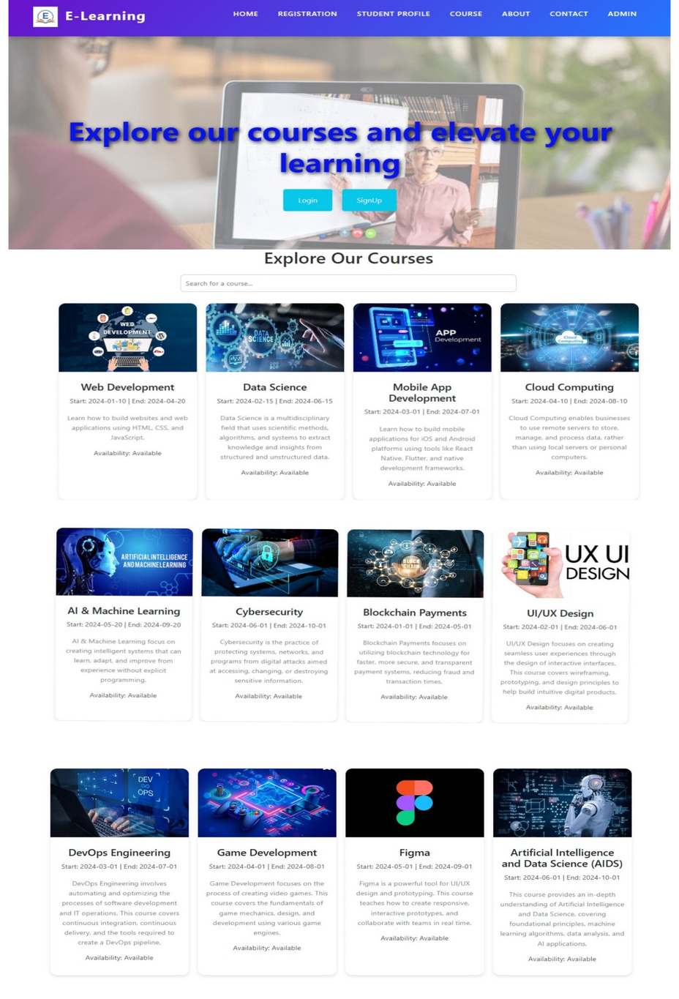 E
E-Learning
HOME REGISTRATION STUDENT PROFILE COURSE ABOUT CONTACT ADMIN
Explore our courses and elevate your
learning
Login SignUp
Explore Our Courses
Search for a course...
WEB
DEVELOPMENT
Web Development
Start: 2024-01-10 | End: 2024-04-20
Learn how to build websites and web
applications using HTML, CSS, and
JavaScript.
Availability: Available
DATA
SCIENCE
Data Science
Start: 2024-02-15 | End: 2024-06-15
Data Science is a multidisciplinary
field that uses scientific methods,
algorithms, and systems to extract
knowledge and insights from
structured and unstructured data.
Availability: Available
APP
Development
Mobile App
Development
Start: 2024-03-01 | End: 2024-07-01
Learn how to build mobile
applications for iOS and Android
platforms using tools like React
Native, Flutter, and native
development frameworks.
Availability: Available
Cloud
Computing
Cloud Computing
Start: 2024-04-10 | End: 2024-08-10
Cloud Computing enables businesses
to use remote servers to store,
manage, and process data, rather
than using local servers or personal
computers.
Availability: Available
ARTIFICIAL INTELLIGENCE
AND MACHINE LEARNING
AI & Machine Learning
Start: 2024-05-20 | End: 2024-09-20
AI & Machine Learning focus on
creating intelligent systems that can
learn, adapt, and improve from
experience without explicit
programming.
Availability: Available
Cybersecurity
Start: 2024-06-01 | End: 2024-10-01
Cybersecurity is the practice of
protecting systems, networks, and
programs from digital attacks aimed
at accessing, changing, or destroying
sensitive information.
Availability: Available
BLOCK
CHAIN
Blockchain Payments
Start: 2024-01-01 | End: 2024-05-01
Blockchain Payments focuses on
utilizing blockchain technology for
faster, more secure, and transparent
payment systems, reducing fraud and
transaction times.
Availability: Available
UX UI
DESIGN
UI/UX Design
Start: 2024-02-01 | End: 2024-06-01
UI/UX Design focuses on creating
seamless user experiences through
the design of interactive interfaces.
This course covers wireframing,
prototyping, and design principles to
help build intuitive digital products.
Availability: Available
DEV
OPS
DevOps Engineering
Start: 2024-03-01 | End: 2024-07-01
DevOps Engineering involves
automating and optimizing the
processes of software development
and IT operations. This course covers
continuous integration, continuous
delivery, and the tools required to
create a DevOps pipeline.
Availability: Available
Game Development
Start: 2024-04-01 | End: 2024-08-01
Game Development focuses on the
process of creating video games. This
course covers the fundamentals of
game mechanics, design, and
development using various game
engines.
Availability: Available
Figma
Start: 2024-05-01 | End: 2024-09-01
Figma is a powerful tool for UI/UX
design and prototyping. This course
teaches how to create responsive,
interactive prototypes, and
collaborate with teams in real time.
Availability: Available
Artificial Intelligence
and Data Science (AIDS)
Start: 2024-06-01 | End: 2024-10-01
This course provides an in-depth
understanding of Artificial Intelligence
and Data Science, covering
foundational principles, machine
learning algorithms, data analysis, and
AI applications.
Availability: Available